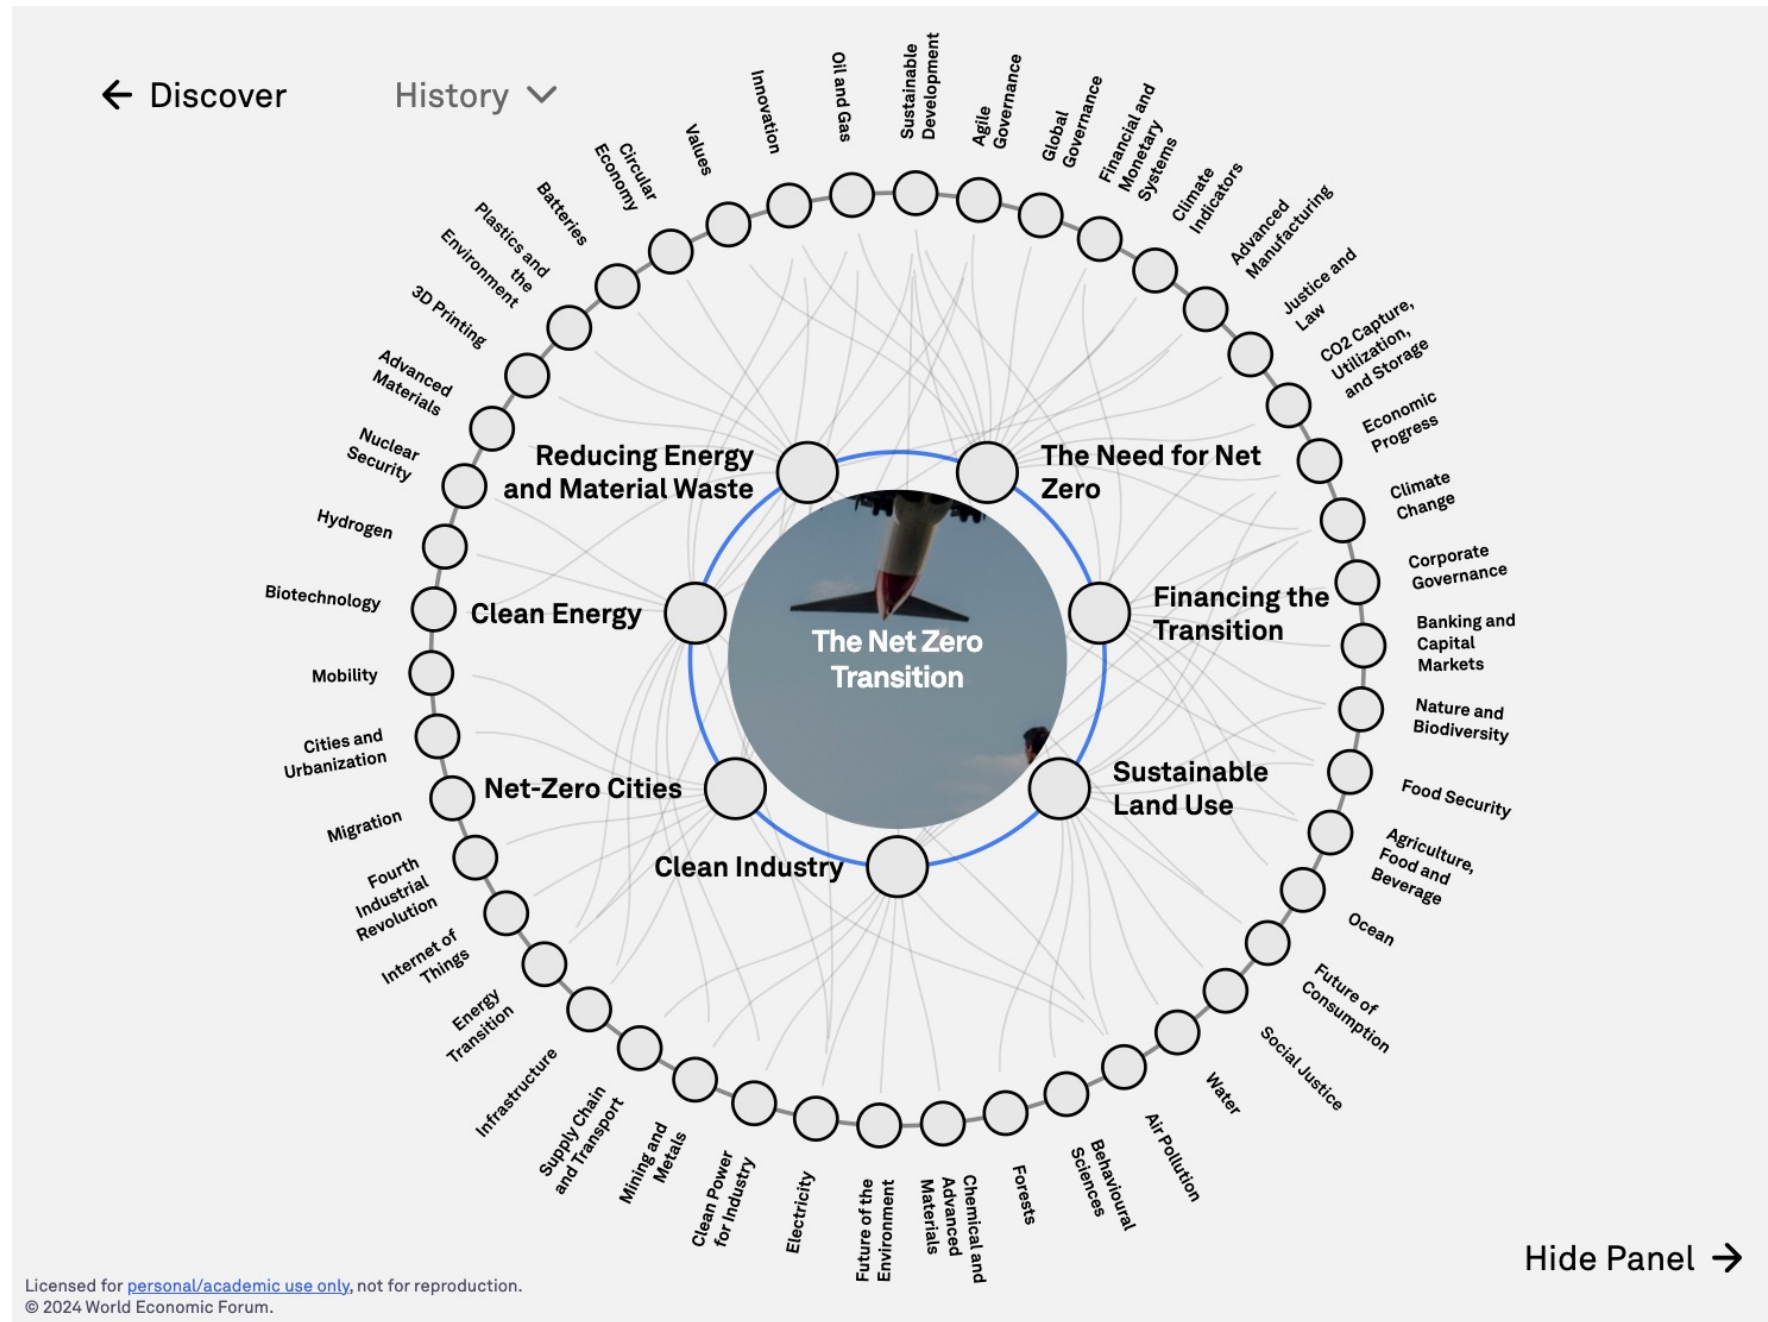 ← Discover
History
Innovation
Oil and Gas
Sustainable
Development
Agile
Governance
Global
Governance
Financial and
Monetary
Systems
Climate
Indicators
Advanced
Manufacturing
Justice and
Law
CO2 Capture,
Utilization,
and Storage
Economic
Progress
Climate
Change
Corporate
Governance
Banking and
Capital
Markets
Nature and
Biodiversity
Food Security
Agriculture,
Food and
Beverage
Ocean
Future of
Consumption
Social Justice
Water
Air Pollution
Behavioural
Sciences
Forests
Chemical and
Advanced
Materials
Future of the
Environment
Electricity
Clean Power
for Industry
Mining and
Metals
Supply Chain
and Transport
Infrastructure
Energy
Transition
Internet of
Things
Fourth
Industrial
Revolution
Migration
Cities and
Urbanization
Mobility
Biotechnology
Hydrogen
Nuclear
Security
Advanced
Materials
3D Printing
Plastics and
the
Environment
Batteries
Circular
Economy
Values
Reducing Energy
and Material Waste
The Need for Net
Zero
Clean Energy
Financing the
Transition
The Net Zero
Transition
Net-Zero Cities
Sustainable
Land Use
Clean Industry
Hide Panel →
Licensed for personal/academic use only, not for reproduction.
© 2024 World Economic Forum.